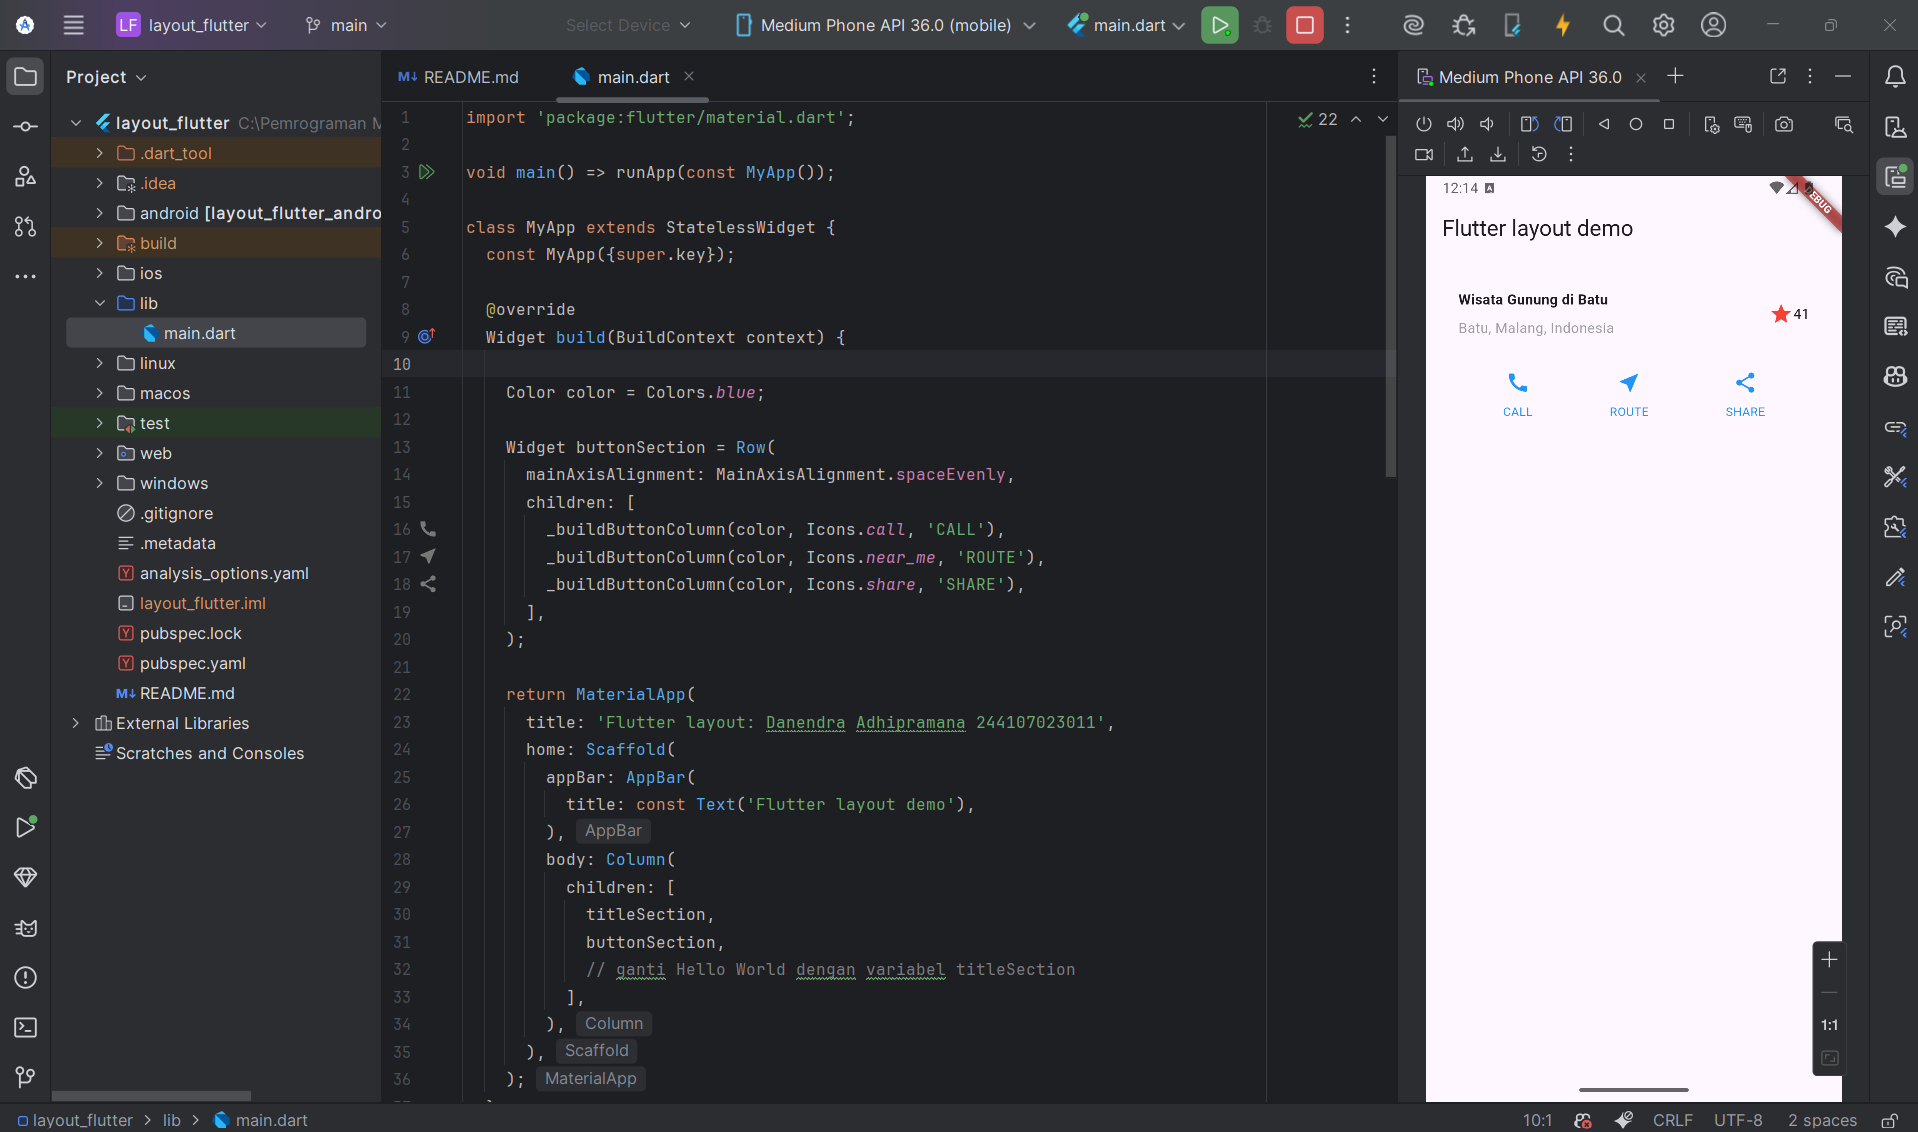 LF layout_flutter
main
Select Device
Medium Phone API 36.0 (mobile)
main.dart
Project
layout_flutter C:\Pemrograman M
.dart_tool
.idea
android [layout_flutter_andro
build
ios
lib
main.dart
linux
macos
test
web
windows
.gitignore
.metadata
analysis_options.yaml
layout_flutter.iml
pubspec.lock
pubspec.yaml
M↓ README.md
External Libraries
Scratches and Consoles
M↓ README.md
main.dart
22
1 import 'package:flutter/material.dart';
2
3 void main() => runApp(const MyApp());
4
5 class MyApp extends StatelessWidget {
6 const MyApp({super.key});
7
8 @override
9 Widget build(BuildContext context) {
10
11 Color color = Colors.blue;
12
13 Widget buttonSection = Row(
14 mainAxisAlignment: MainAxisAlignment.spaceEvenly,
15 children: [
16 _buildButtonColumn(color, Icons.call, 'CALL'),
17 _buildButtonColumn(color, Icons.near_me, 'ROUTE'),
18 _buildButtonColumn(color, Icons.share, 'SHARE'),
19 ],
20 );
21
22 return MaterialApp(
23 title: 'Flutter layout: Danendra Adhipramana 244107023011',
24 home: Scaffold(
25 appBar: AppBar(
26 title: const Text('Flutter layout demo'),
27 ), AppBar
28 body: Column(
29 children: [
30 titleSection,
31 buttonSection,
32 // ganti Hello World dengan variabel titleSection
33 ],
34 ), Column
35 ), Scaffold
36 ); MaterialApp
Medium Phone API 36.0
12:14
DEBUG
Flutter layout demo
Wisata Gunung di Batu
Batu, Malang, Indonesia
41
CALL
ROUTE
SHARE
1:1
layout_flutter > lib > main.dart
10:1
CRLF
UTF-8
2 spaces